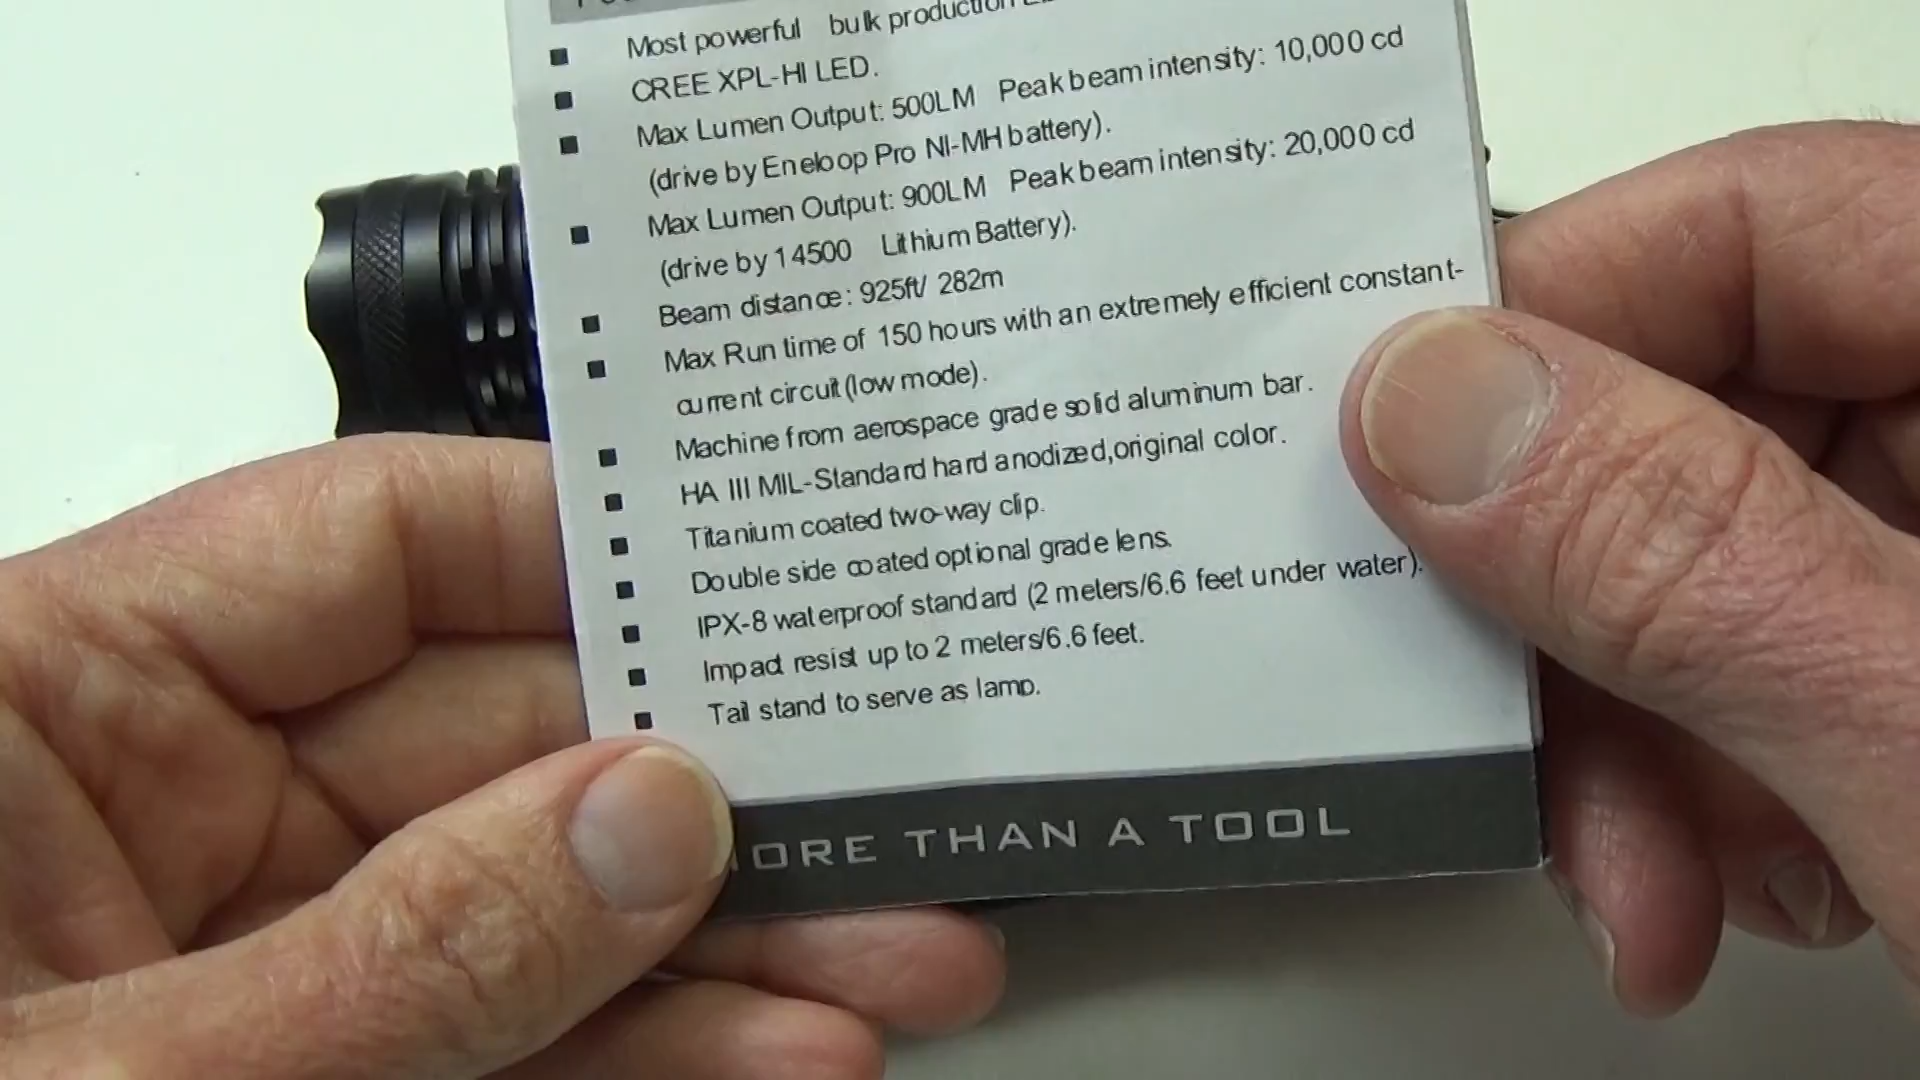 Most powerful bulk production
CREE XPL-HI LED.
Max Lumen Output: 500LM Peak beam intensity: 10,000 cd
(drive by Eneloop Pro NI-MH battery).
Max Lumen Output: 900LM Peak beam intensity: 20,000 cd
(drive by 14500 Lithium Battery).
Beam distance: 925ft/ 282m
Max Run time of 150 hours with an extremely efficient constant-
current circuit (low mode).
Machine from aerospace grade solid aluminum bar.
HA III MIL-Standard hard anodized,original color.
Titanium coated two-way clip.
Double side coated optional grade lens.
IPX-8 waterproof standard (2 meters/6.6 feet under water).
Impact resist up to 2 meters/6.6 feet.
Tail stand to serve as lamp.
MORE THAN A TOOL